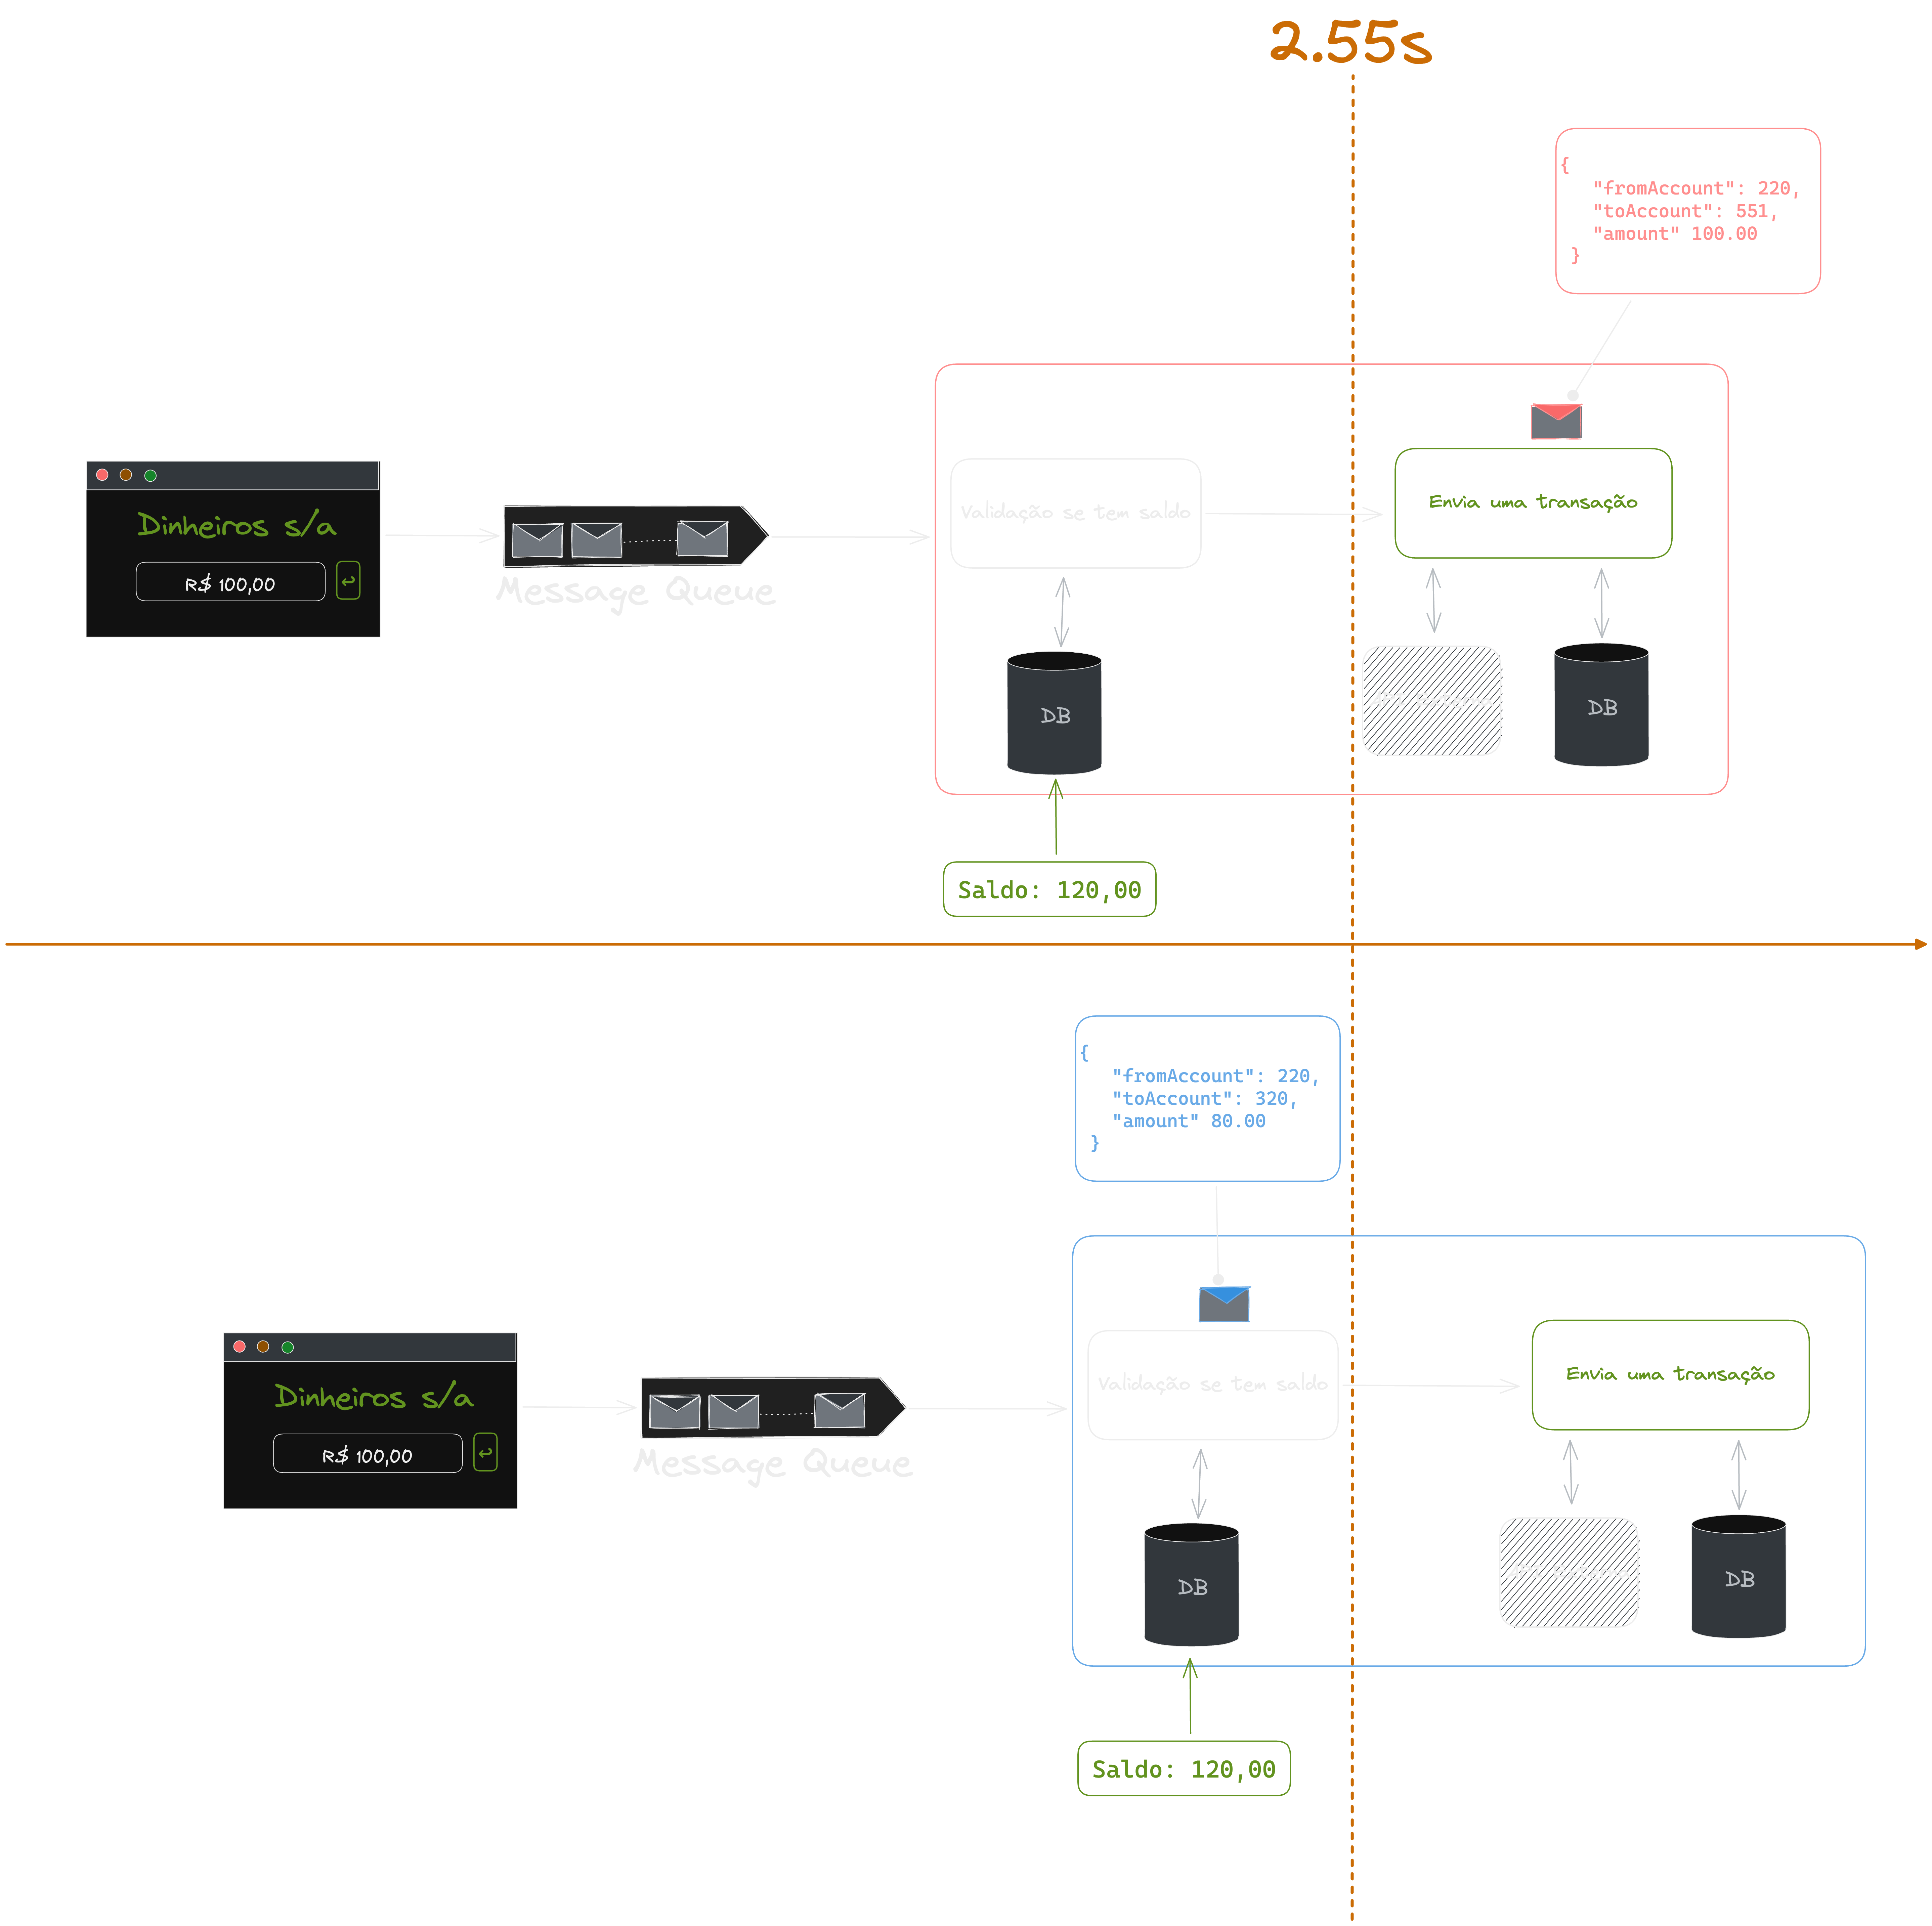 2.55s
{
"fromAccount": 220,
"toAccount": 551,
"amount" 100.00
}
Dinheiros s/a
R$ 100,00
↩
Message Queue
Validação se tem saldo
Envia uma transação
DB
DB
Saldo: 120,00
{
"fromAccount": 220,
"toAccount": 320,
"amount" 80.00
}
Dinheiros s/a
R$ 100,00
↩
Message Queue
Validação se tem saldo
Envia uma transação
DB
DB
Saldo: 120,00